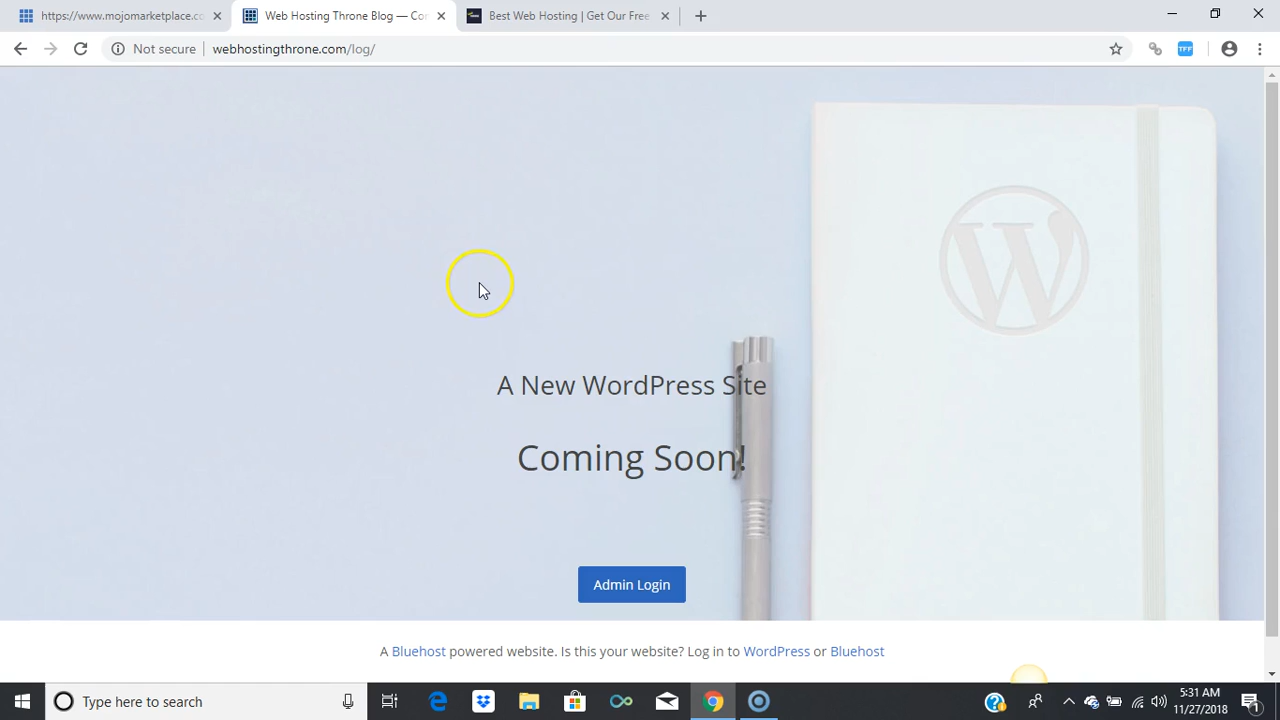 https://www.mojomarketplace.co
Web Hosting Throne Blog — Co
Best Web Hosting | Get Our Free
Not secure
webhostingthrone.com/log/
TFF
W
A New WordPress Site
Coming Soon!
Admin Login
A Bluehost powered website. Is this your website? Log in to WordPress or Bluehost
Type here to search
5:31 AM
11/27/2018
1